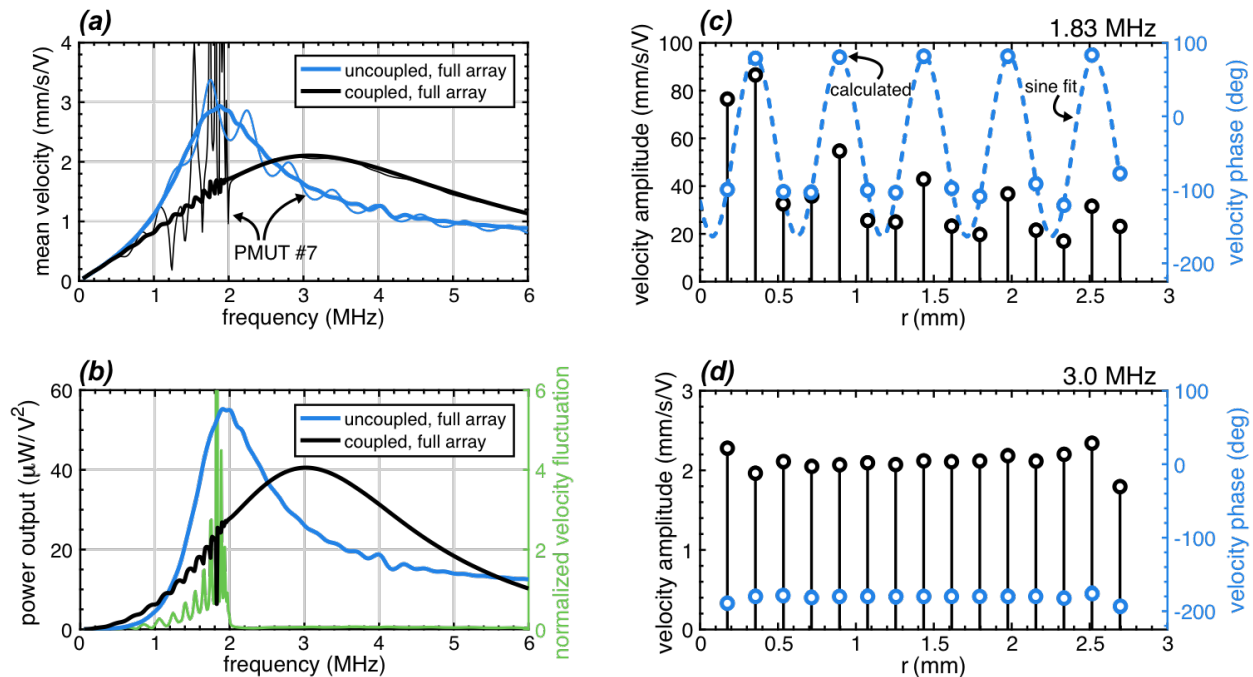 (a)
mean velocity (mm/s/V)
4
3
2
1
0
uncoupled, full array
coupled, full array
PMUT #7
1 2 3 4 5 6
frequency (MHz)
(c)
1.83 MHz
velocity amplitude (mm/s/V)
100
80
60
40
20
0
calculated
sine fit
100
0
-100
-200
velocity phase (deg)
0 0.5 1 1.5 2 2.5 3
r (mm)
(b)
power output (μW/V²)
60
40
20
0
uncoupled, full array
coupled, full array
6
4
2
0
normalized velocity fluctuation
1 2 3 4 5 6
frequency (MHz)
(d)
3.0 MHz
velocity amplitude (mm/s/V)
3
2
1
0
100
0
-100
-200
velocity phase (deg)
0 0.5 1 1.5 2 2.5 3
r (mm)